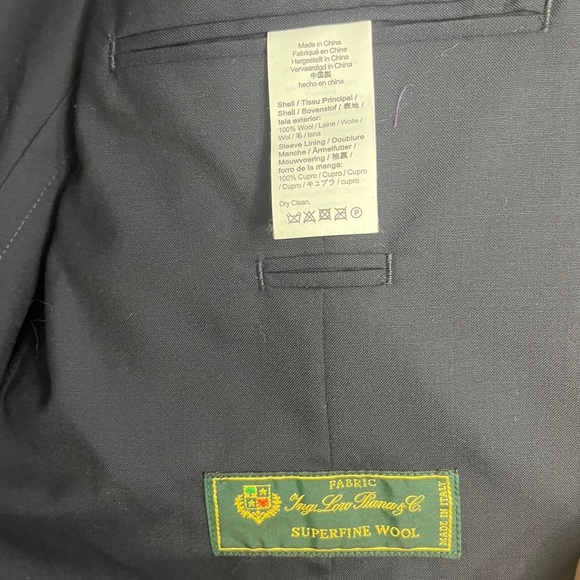 Made in China
Fabriqué en Chine
Hergestellt in China
Vervaardigd in China
中国製
hecho en china
Shell / Tissu Principal /
Shell / Bovenstof / 表地 /
tela exterior:
100% Wool / Laine / Wolle /
Wol / 毛 / lana
Sleeve Lining / Doublure
Manche / Ärmelfutter /
Mouwvoering / 袖裏 /
forro de la manga:
100% Cupro / Cupro / Cupro
/ Cupro / キュプラ / cupro
Dry Clean.
P
FABRIC
Ing. Loro Piana & C.
SUPERFINE WOOL
MADE IN ITALY